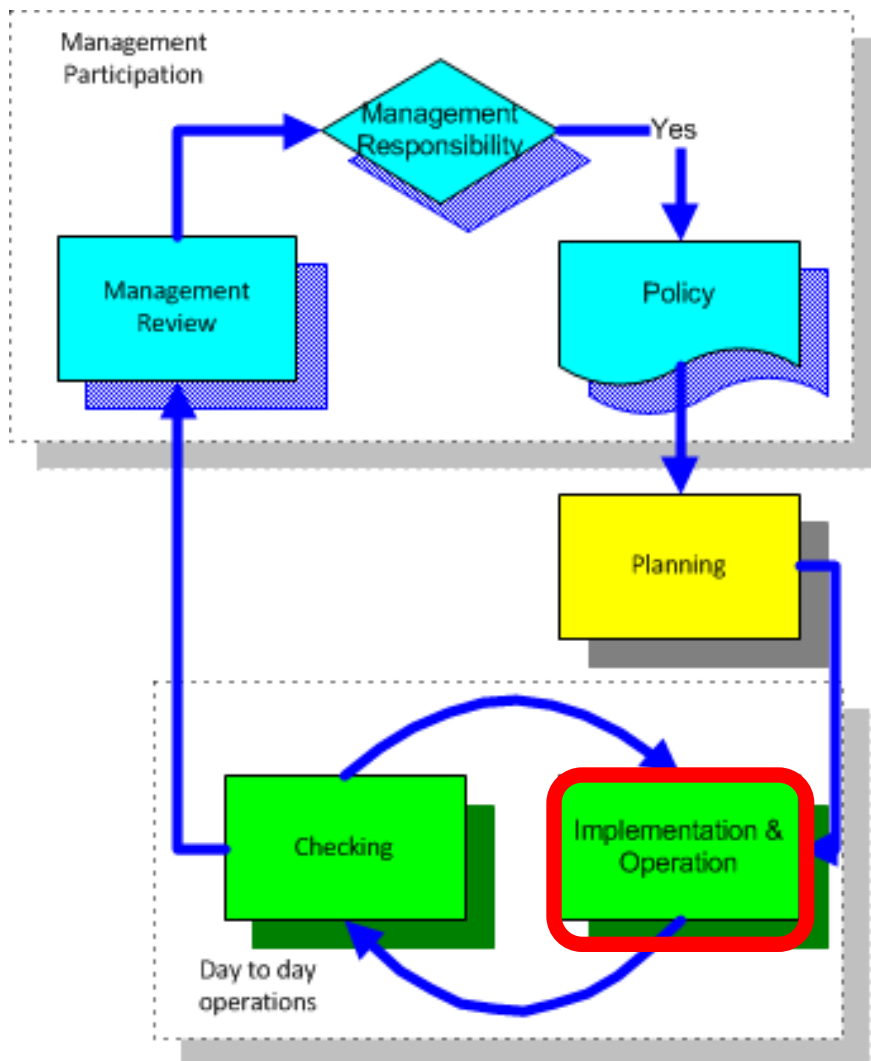 Management
Participation
Management
Responsibility
Yes
Management
Review
Policy
Planning
Checking
Implementation &
Operation
Day to day
operations